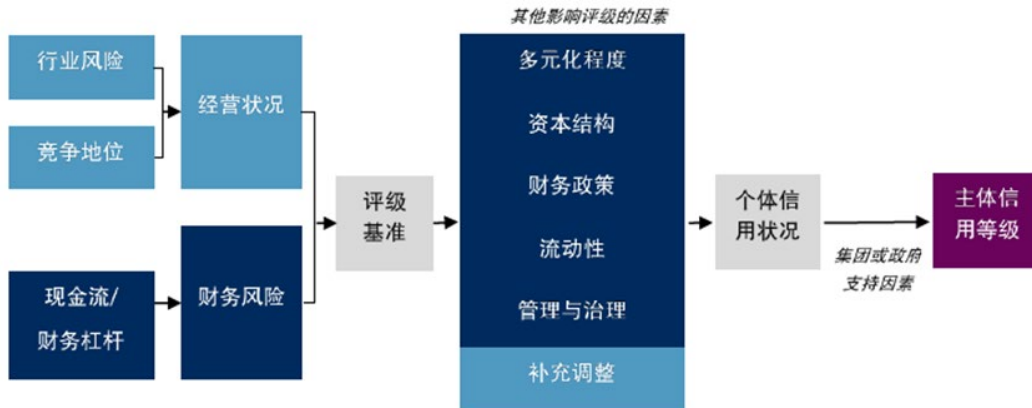 其他影响评级的因素
行业风险
竞争地位
经营状况
现金流/
财务杠杆
财务风险
评级
基准
多元化程度
资本结构
财务政策
流动性
管理与治理
补充调整
个体信
用状况
集团或政府
支持因素
主体信
用等级